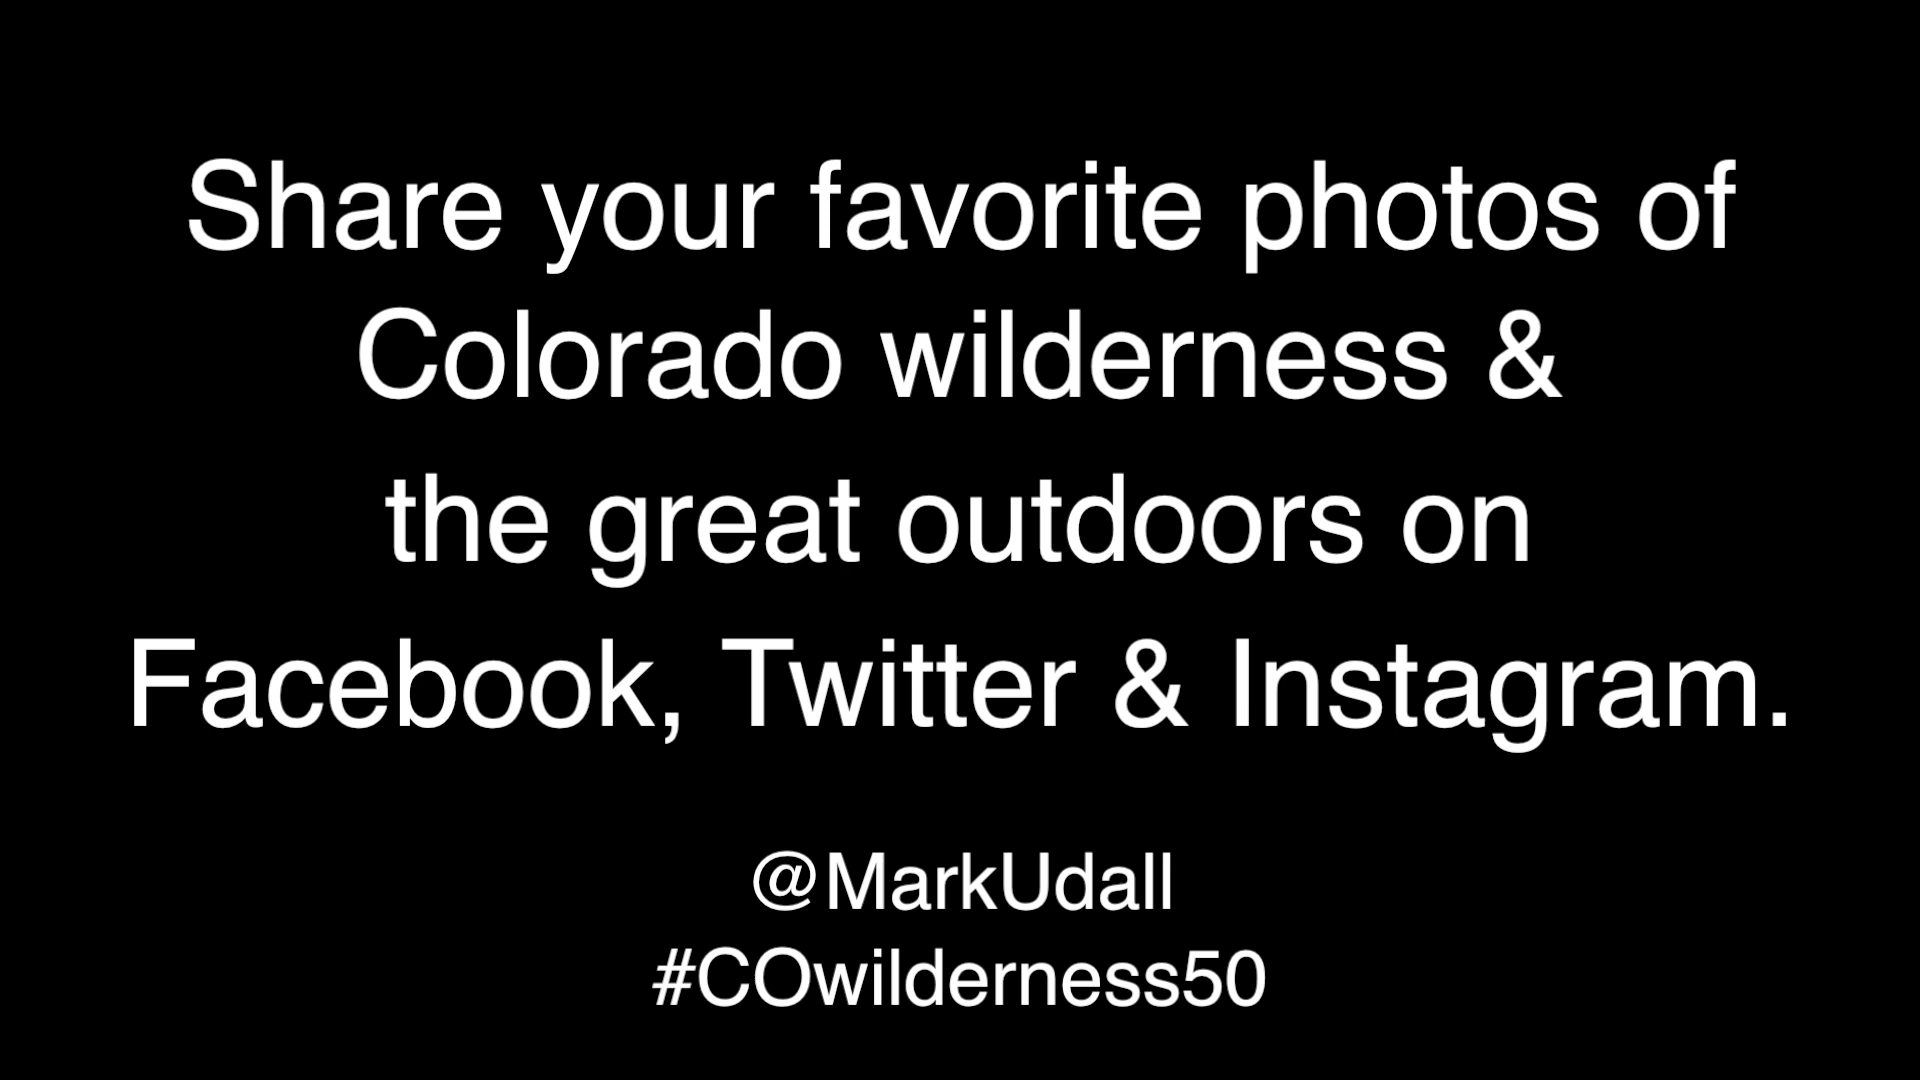 Share your favorite photos of
Colorado wilderness &
the great outdoors on
Facebook, Twitter & Instagram.
@MarkUdall
#COwilderness50